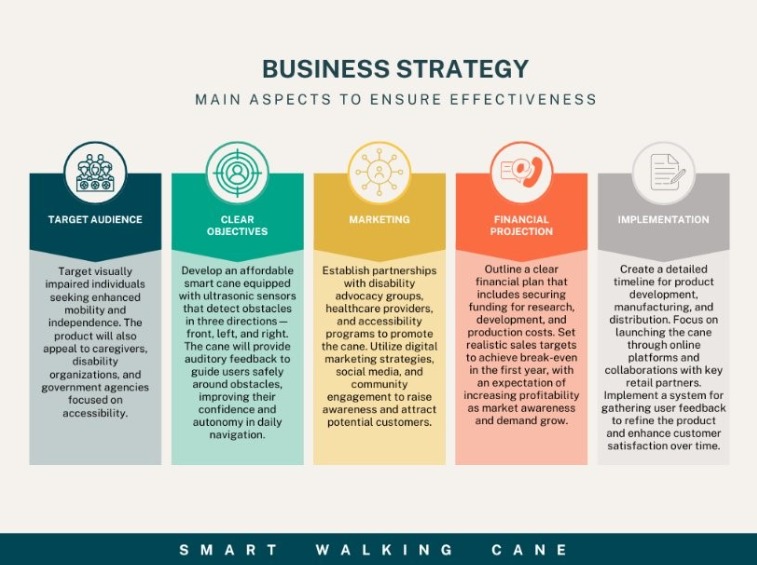 BUSINESS STRATEGY
MAIN ASPECTS TO ENSURE EFFECTIVENESS
TARGET AUDIENCE
Target visually
impaired individuals
seeking enhanced
mobility and
independence. The
product will also
appeal to caregivers,
disability
organizations, and
government agencies
focused on
accessibility.
CLEAR
OBJECTIVES
Develop an affordable
smart cane equipped
with ultrasonic sensors
that detect obstacles
in three directions—
front, left, and right.
The cane will provide
auditory feedback to
guide users safely
around obstacles,
improving their
confidence and
autonomy in daily
navigation.
MARKETING
Establish partnerships
with disability
advocacy groups,
healthcare providers,
and accessibility
programs to promote
the cane. Utilize digital
marketing strategies,
social media, and
community
engagement to raise
awareness and attract
potential customers.
FINANCIAL
PROJECTION
Outline a clear
financial plan that
includes securing
funding for research,
development, and
production costs. Set
realistic sales targets
to achieve break-even
in the first year, with
an expectation of
increasing profitability
as market awareness
and demand grow.
IMPLEMENTATION
Create a detailed
timeline for product
development,
manufacturing, and
distribution. Focus on
launching the cane
through online
platforms and
collaborations with key
retail partners.
Implement a system for
gathering user feedback
to refine the product
and enhance customer
satisfaction over time.
SMART WALKING CANE